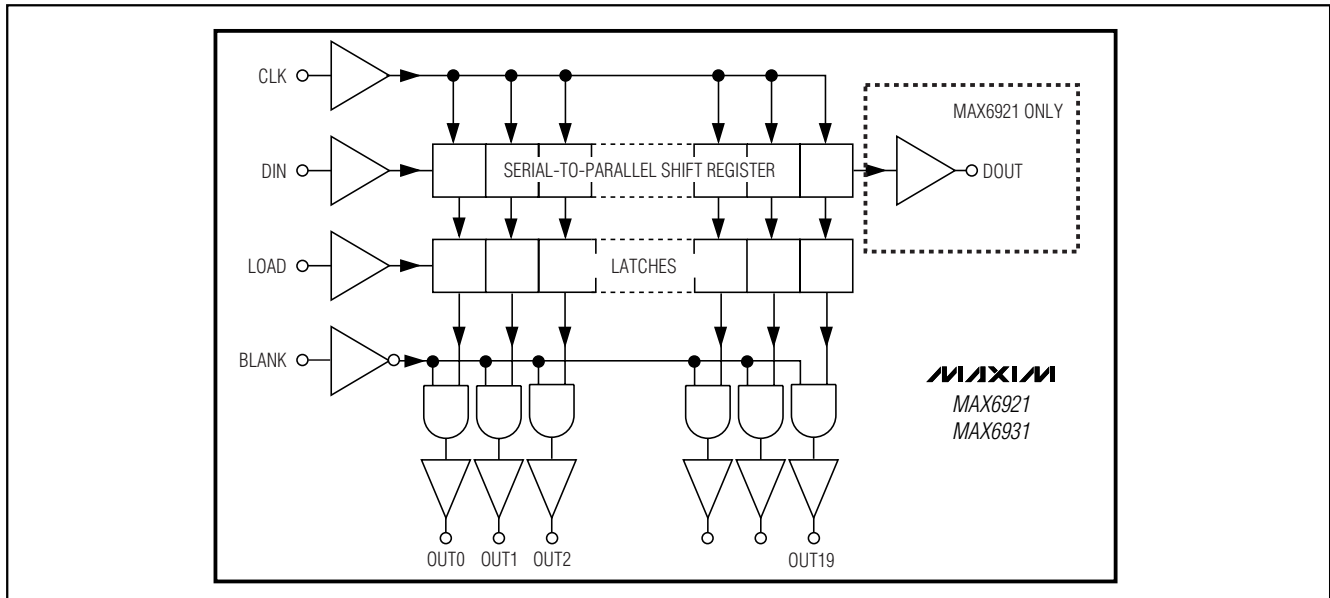 CLK
MAX6921 ONLY
DIN
SERIAL-TO-PARALLEL SHIFT REGISTER
DOUT
LOAD
LATCHES
BLANK
MAXIM
MAX6921
MAX6931
OUT0 OUT1 OUT2 OUT19